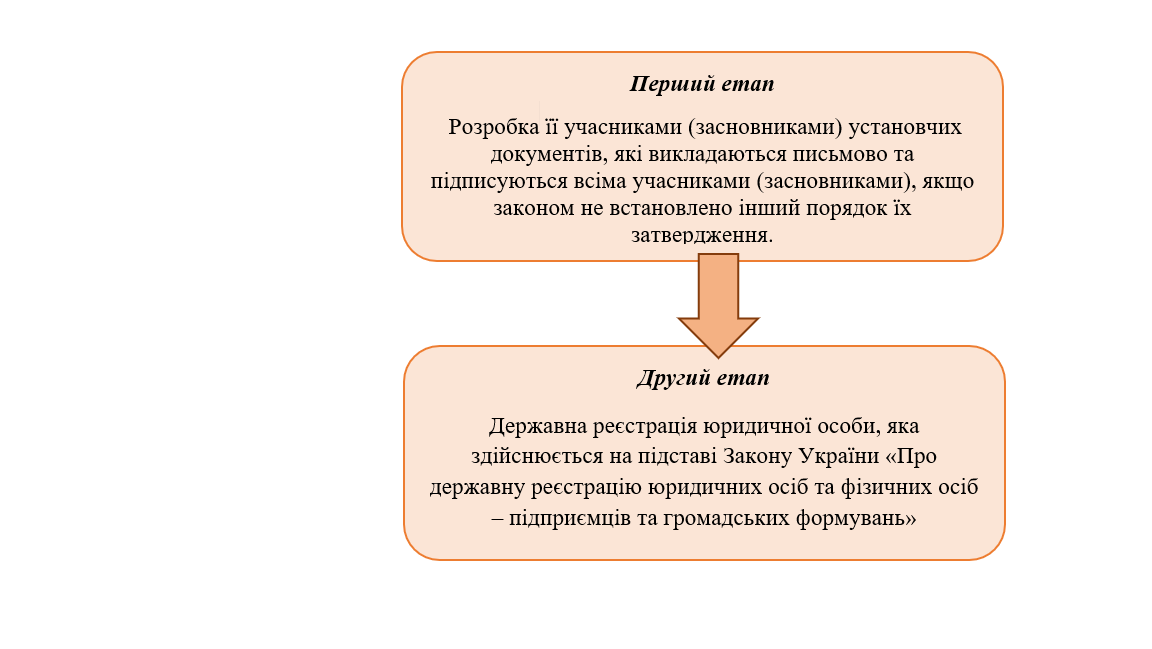 Перший етап
Розробка її учасниками (засновниками) установчих
документів, які викладаються письмово та
підписуються всіма учасниками (засновниками), якщо
законом не встановлено інший порядок їх
затвердження.
Другий етап
Державна реєстрація юридичної особи, яка
здійснюється на підставі Закону України «Про
державну реєстрацію юридичних осіб та фізичних осіб
– підприємців та громадських формувань»